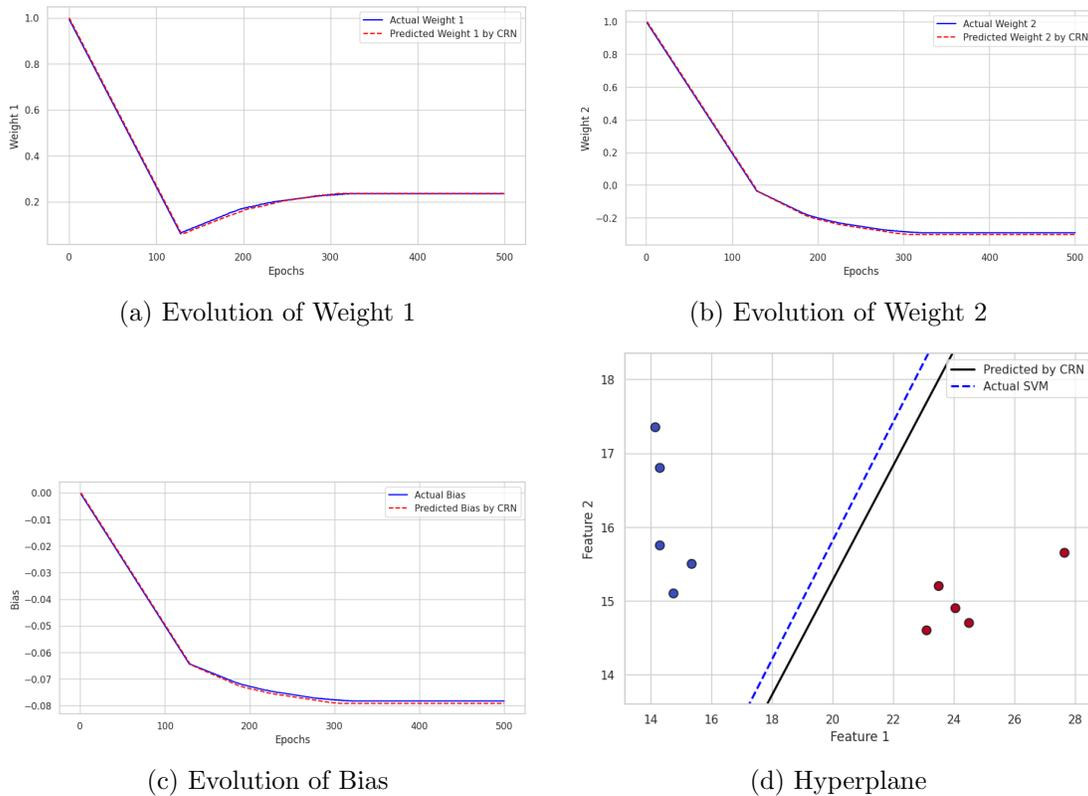 Actual Weight 1
Predicted Weight 1 by CRN
Weight 1
1.0
0.8
0.6
0.4
0.2
0 100 200 300 400 500
Epochs
(a) Evolution of Weight 1
Actual Weight 2
Predicted Weight 2 by CRN
Weight 2
1.0
0.8
0.6
0.4
0.2
0.0
−0.2
0 100 200 300 400 500
Epochs
(b) Evolution of Weight 2
Actual Bias
Predicted Bias by CRN
Bias
0.00
−0.01
−0.02
−0.03
−0.04
−0.05
−0.06
−0.07
−0.08
0 100 200 300 400 500
Epochs
(c) Evolution of Bias
Predicted by CRN
Actual SVM
Feature 2
18
17
16
15
14
14 16 18 20 22 24 26 28
Feature 1
(d) Hyperplane